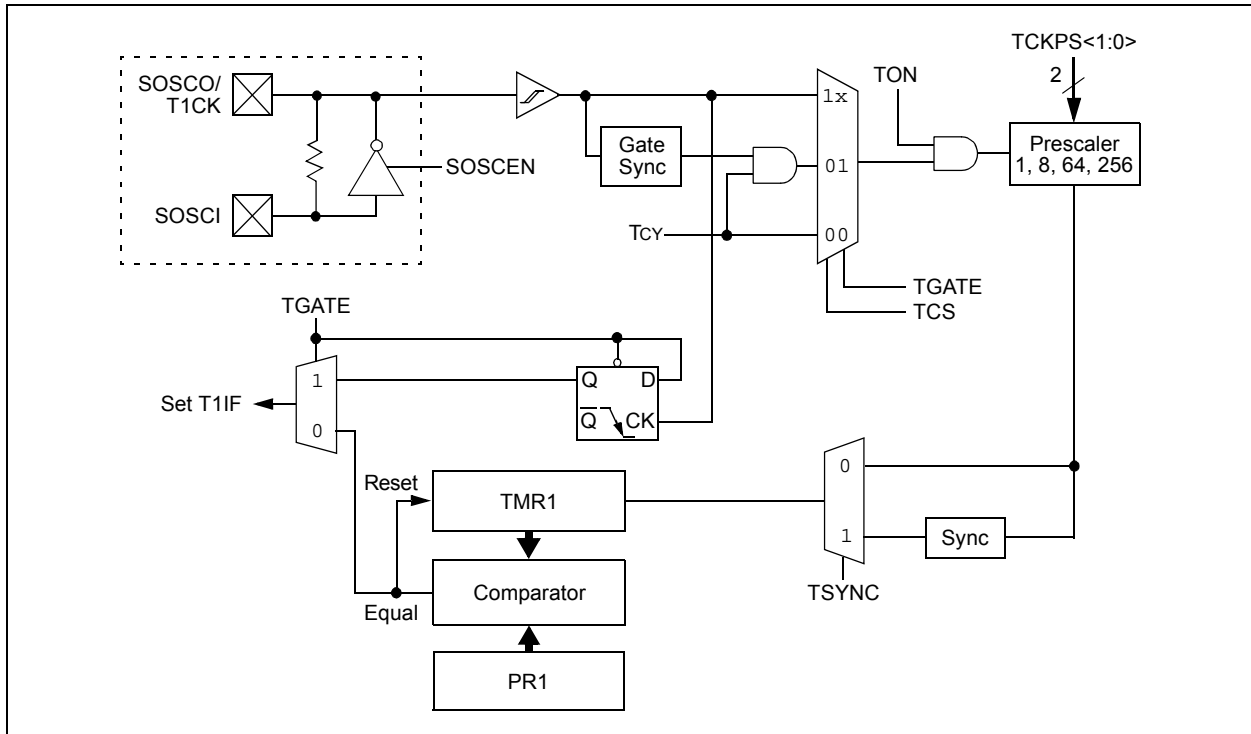 TCKPS<1:0>
2
SOSCO/
T1CK
TON
1x
Prescaler
1, 8, 64, 256
Gate
Sync
SOSCEN
01
SOSCI
TCY
00
TGATE
TCS
TGATE
1
Q
D
Set T1IF
Q
CK
0
Reset
TMR1
0
1
Sync
Comparator
TSYNC
Equal
PR1